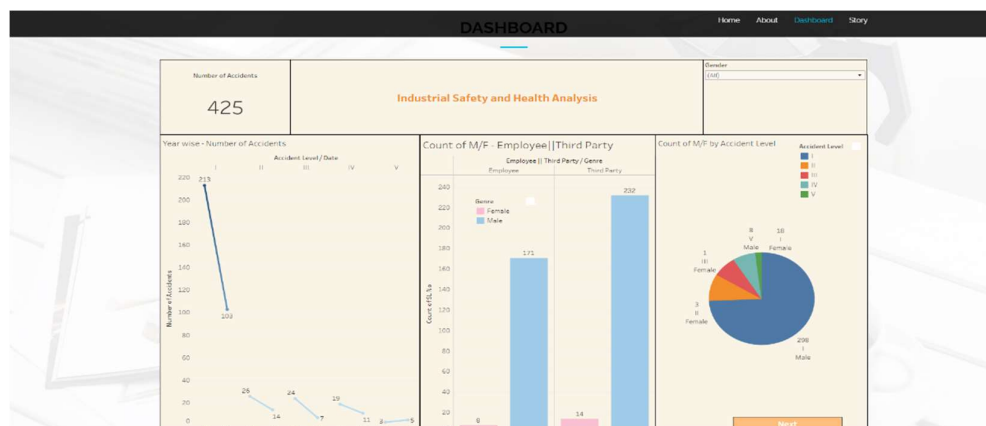 Home About Dashboard Story
DASHBOARD
Number of Accidents
425
Industrial Safety and Health Analysis
Gender
(All)
Year wise - Number of Accidents
Accident Level / Date
I II III IV V
Number of Accidents
220
200
180
160
140
120
100
80
60
40
20
0
213
103
26
14
24
7
19
11
3
5
Count of M/F - Employee||Third Party
Employee || Third Party / Genre
Employee Third Party
Genre
Female
Male
240
220
200
180
160
140
120
100
80
60
40
20
6
171
14
232
Count of M/F by Accident Level
Accident Level
I
II
III
IV
V
8
V
Male
18
I
Female
1
III
Female
3
II
Female
298
I
Male
Next